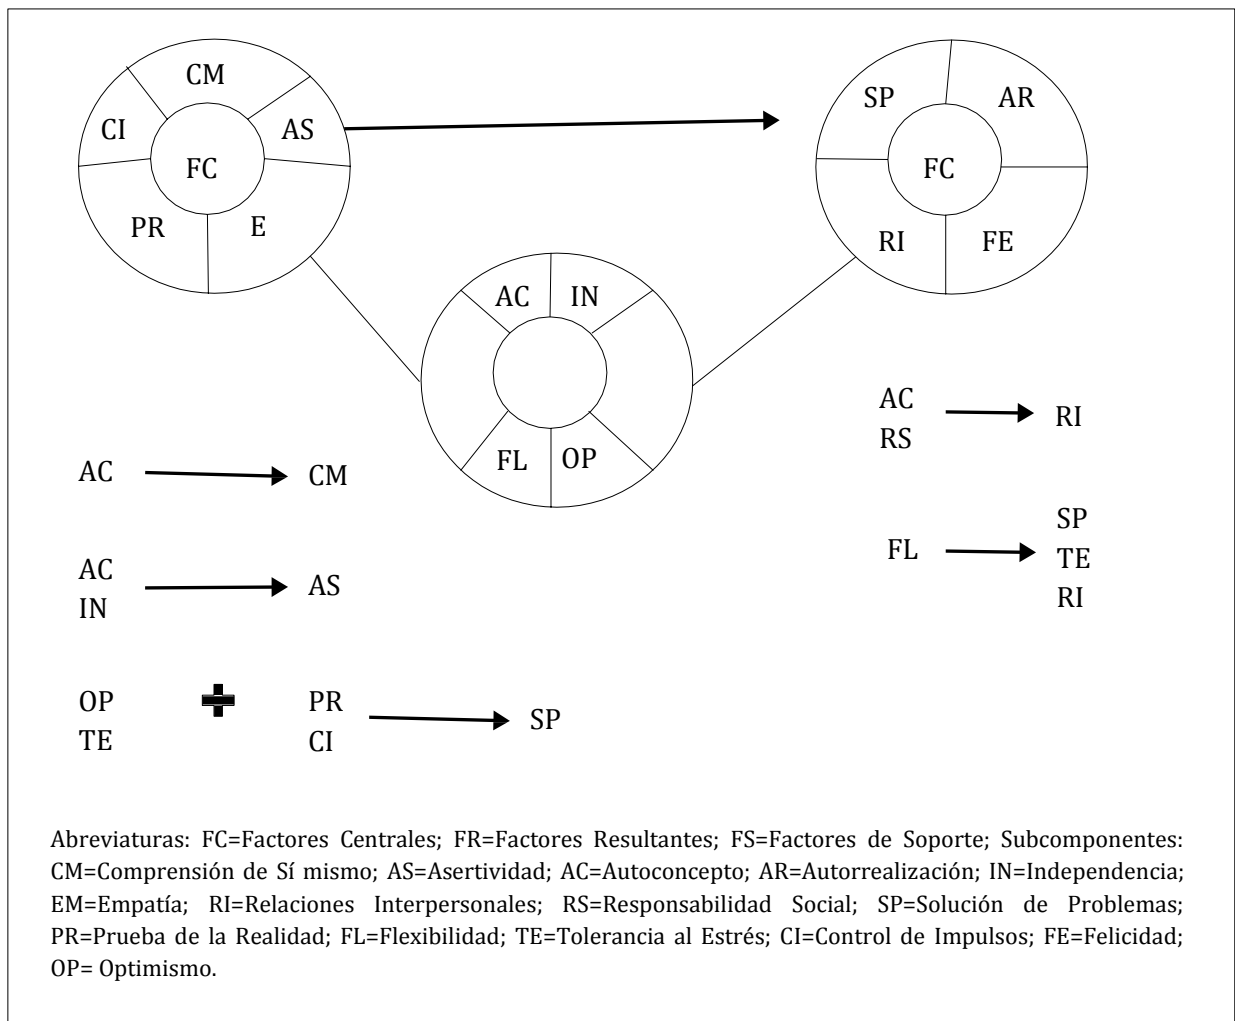 CM
CI
AS
FC
PR
E
SP
AR
FC
RI
FE
AC
IN
FL
OP
AC
CM
AC
IN
AS
OP
TE
PR
CI
SP
AC
RS
RI
FL
SP
TE
RI
Abreviaturas: FC=Factores Centrales; FR=Factores Resultantes; FS=Factores de Soporte; Subcomponentes:
CM=Comprensión de Sí mismo; AS=Asertividad; AC=Autoconcepto; AR=Autorrealización; IN=Independencia;
EM=Empatía; RI=Relaciones Interpersonales; RS=Responsabilidad Social; SP=Solución de Problemas;
PR=Prueba de la Realidad; FL=Flexibilidad; TE=Tolerancia al Estrés; CI=Control de Impulsos; FE=Felicidad;
OP= Optimismo.